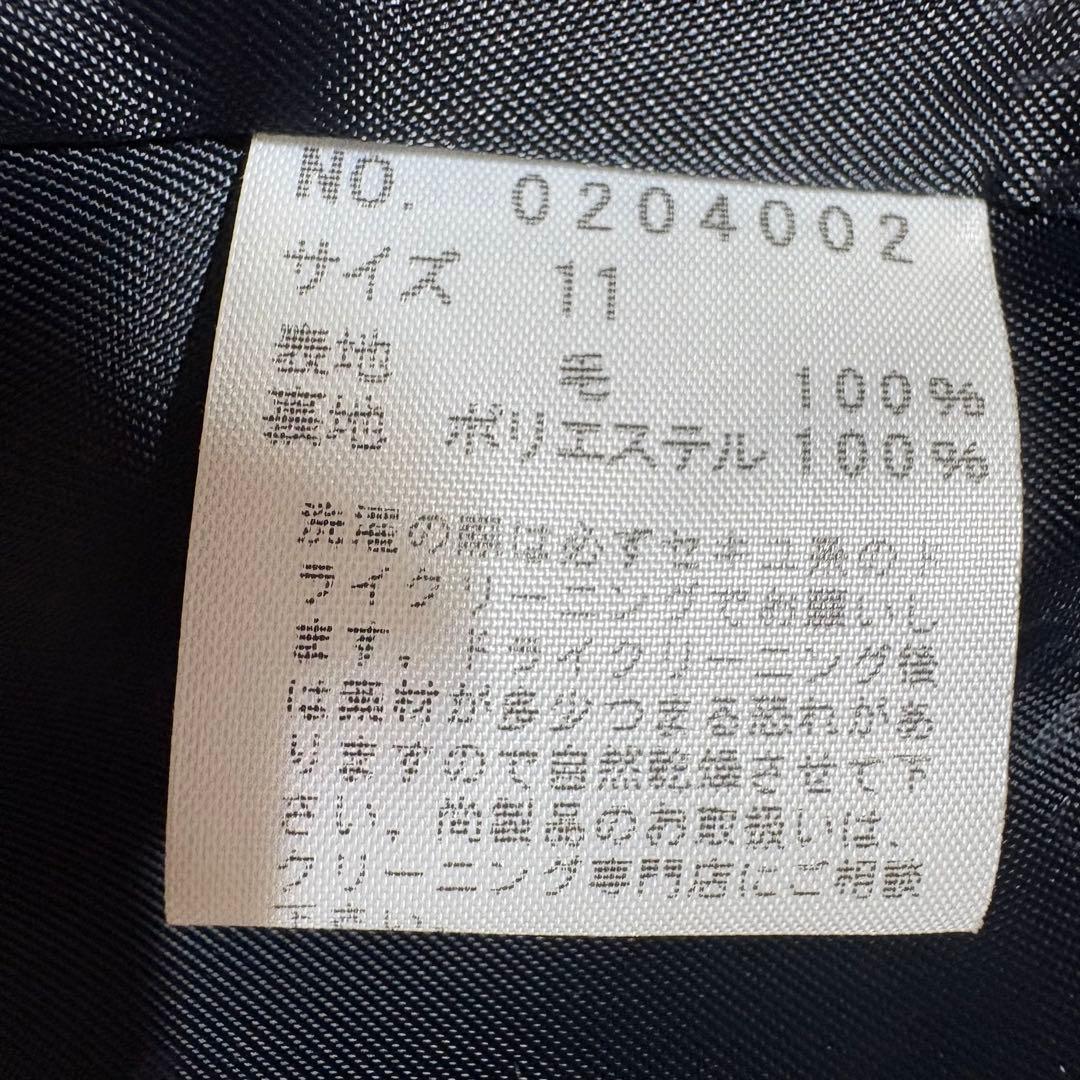 NO. 0204002
サイズ 11
表地 毛 100%
裏地 ポリエステル 100%
洗濯の際は必ずセキユ系のド
ライクリーニングでお願いし
ます。ドライクリーニング後
は素材が多少つまる恐れがあ
りますので自然乾燥させて下
さい。尚製品のお取扱いは、
クリーニング専門店にご相談
下さい